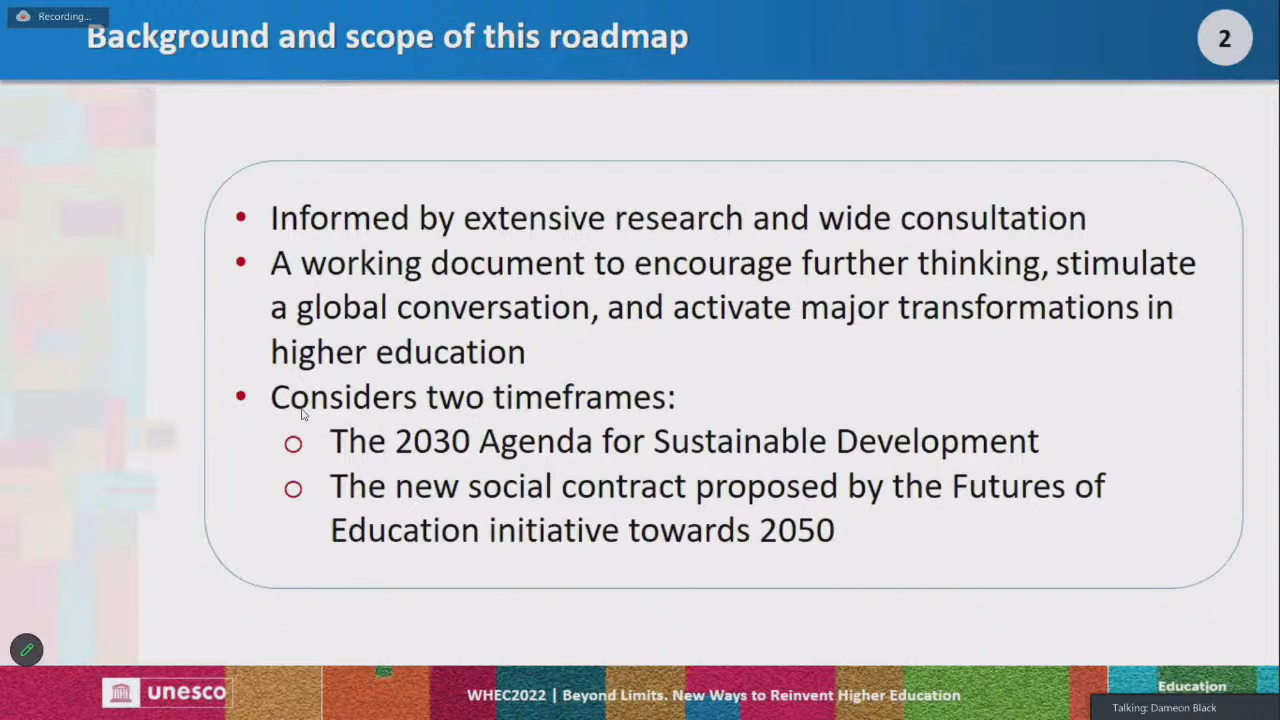 Recording...
Background and scope of this roadmap
2
• Informed by extensive research and wide consultation
• A working document to encourage further thinking, stimulate
a global conversation, and activate major transformations in
higher education
• Considers two timeframes:
o The 2030 Agenda for Sustainable Development
o The new social contract proposed by the Futures of
Education initiative towards 2050
unesco
WHEC2022 | Beyond Limits. New Ways to Reinvent Higher Education
Education
Talking: Dameon Black